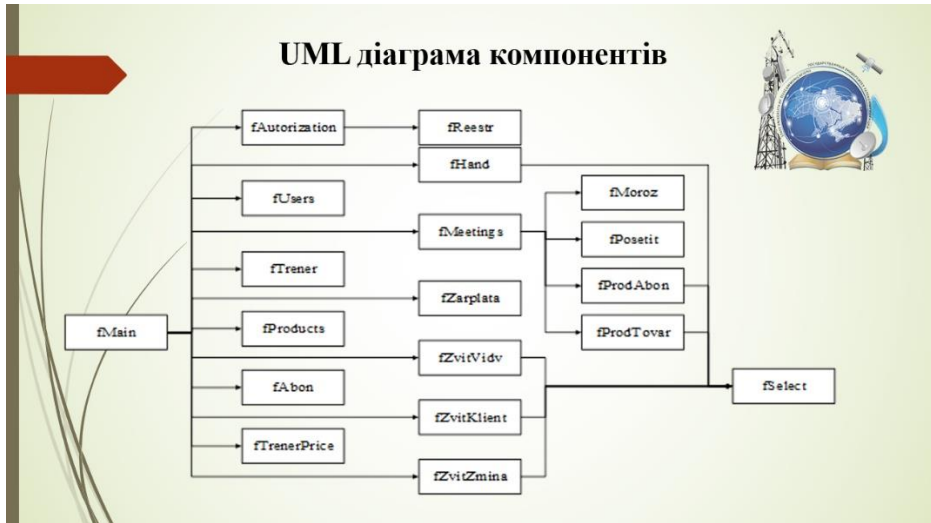 UML діаграма компонентів
fAutorization
fReestr
fHand
fUsers
fMoroz
fMeetings
fPosetit
fTrener
fProdAbon
fZarplata
fMain
fProducts
fProdTovar
fZvitVidv
fAbon
fSelect
fZvitKlient
fTrenerPrice
fZvitZmina